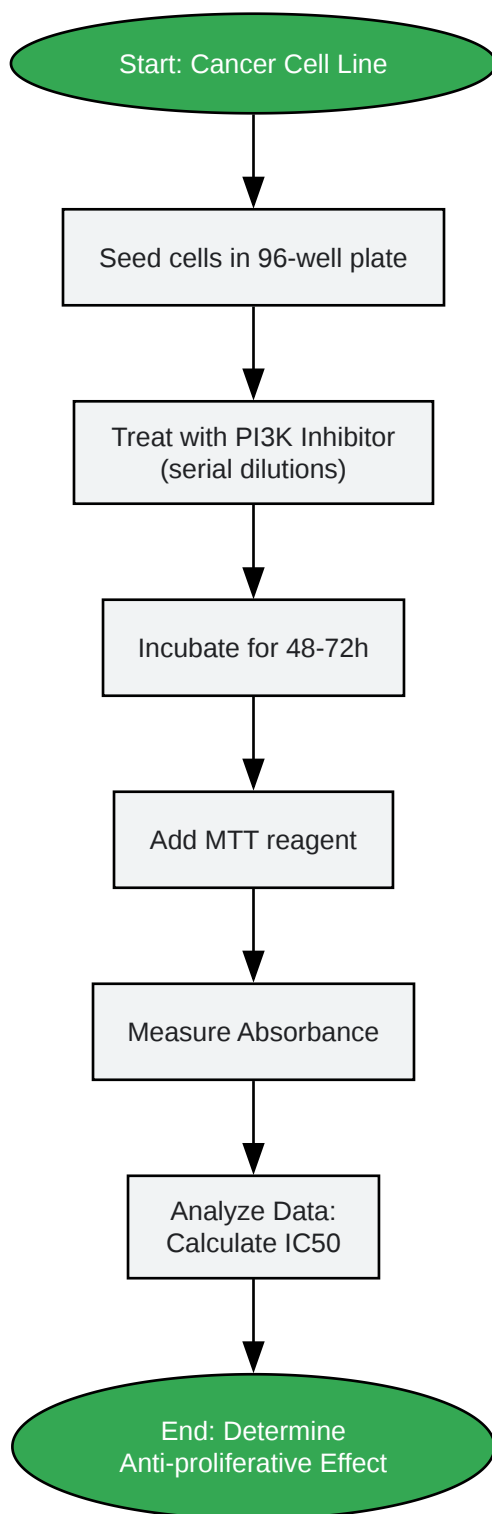 Start: Cancer Cell Line
Seed cells in 96-well plate
Treat with PI3K Inhibitor
(serial dilutions)
Incubate for 48-72h
Add MTT reagent
Measure Absorbance
Analyze Data:
Calculate IC50
End: Determine
Anti-proliferative Effect